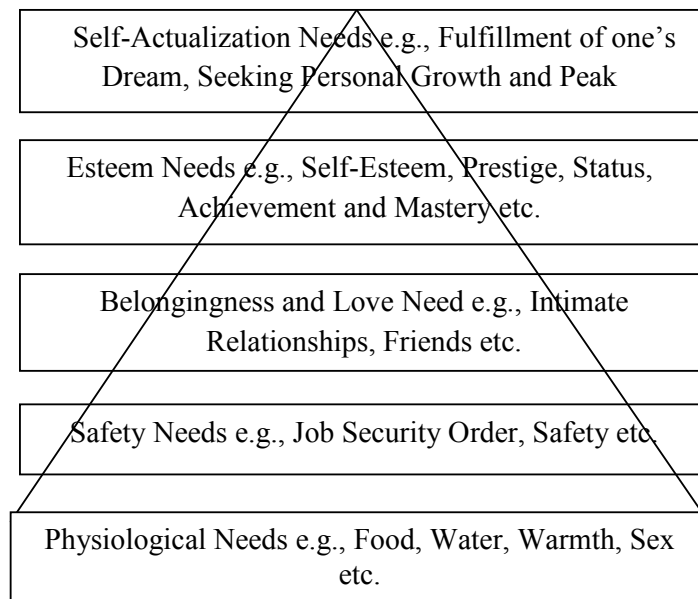 Self-Actualization Needs e.g., Fulfillment of one’s
Dream, Seeking Personal Growth and Peak
Esteem Needs e.g., Self-Esteem, Prestige, Status,
Achievement and Mastery etc.
Belongingness and Love Need e.g., Intimate
Relationships, Friends etc.
Safety Needs e.g., Job Security Order, Safety etc.
Physiological Needs e.g., Food, Water, Warmth, Sex
etc.